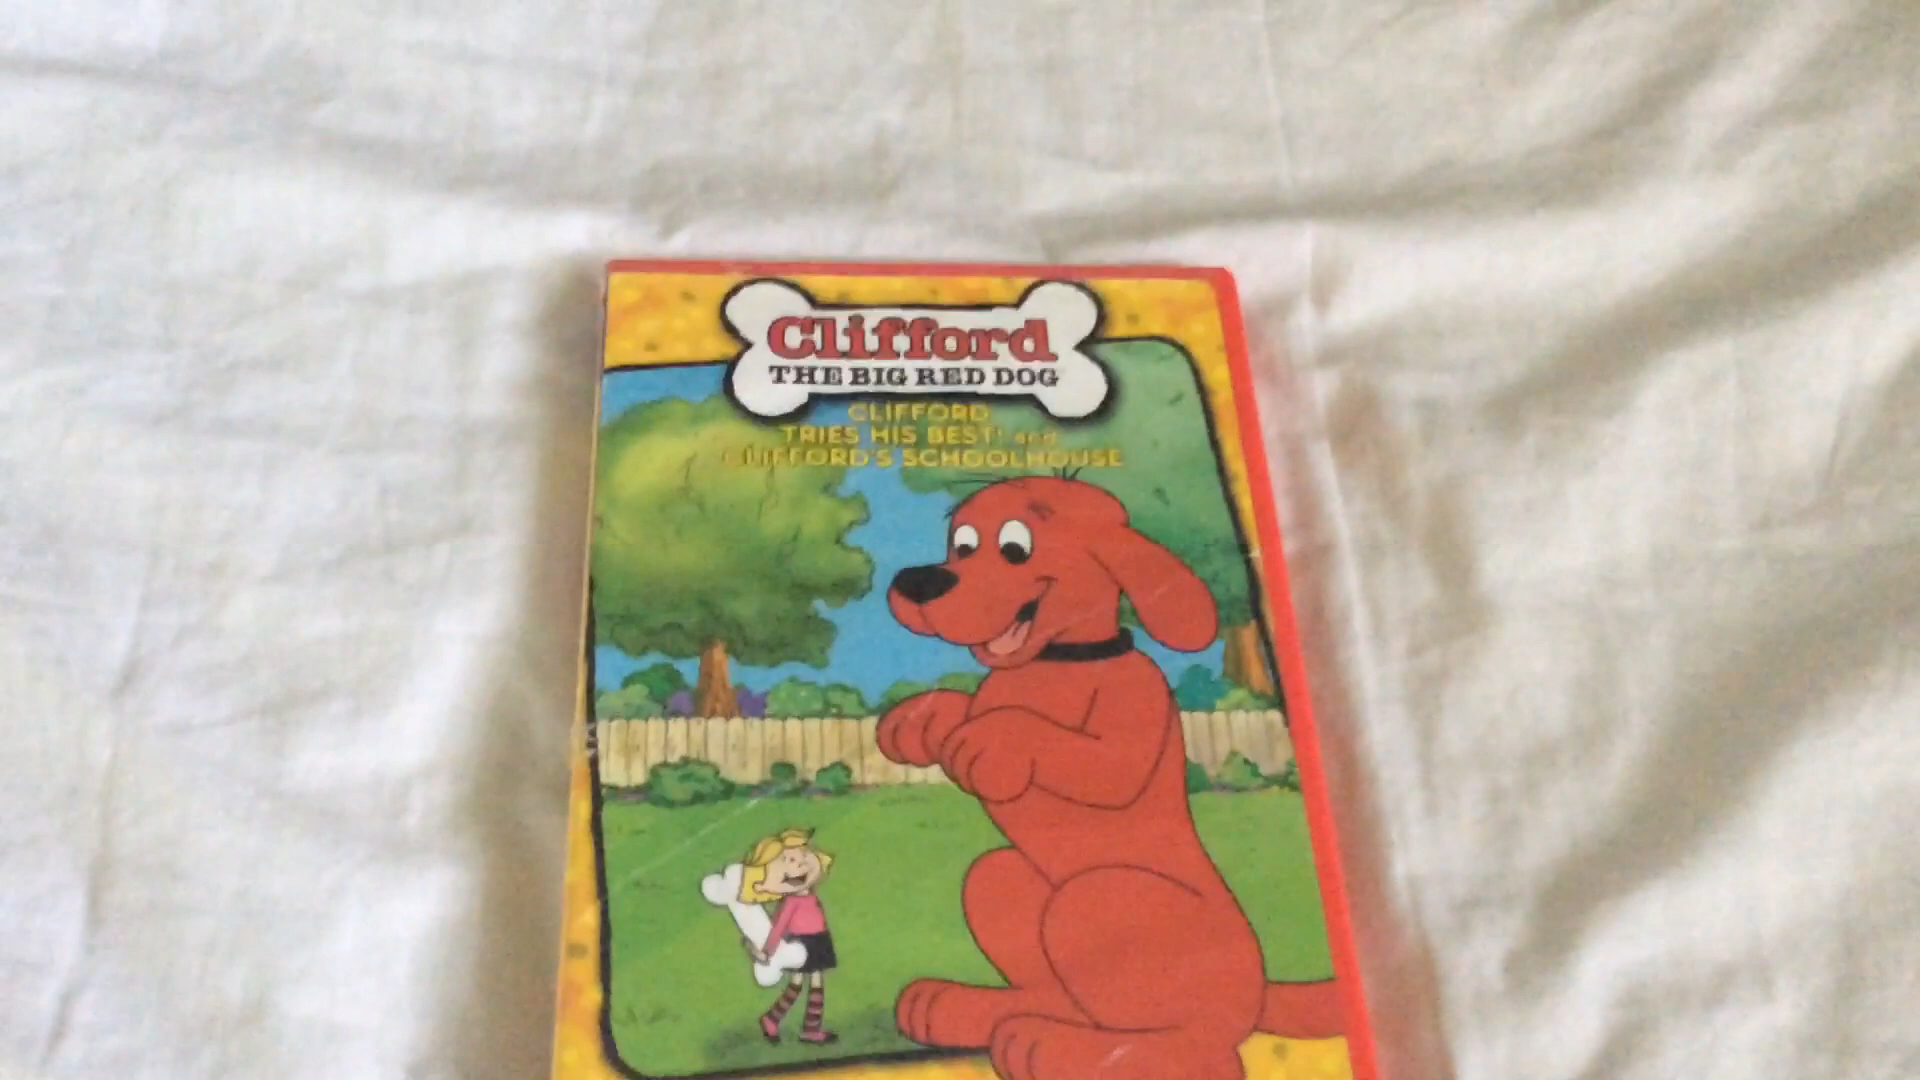 Clifford
THE BIG RED DOG
CLIFFORD
TRIES HIS BEST! and
CLIFFORD'S SCHOOLHOUSE